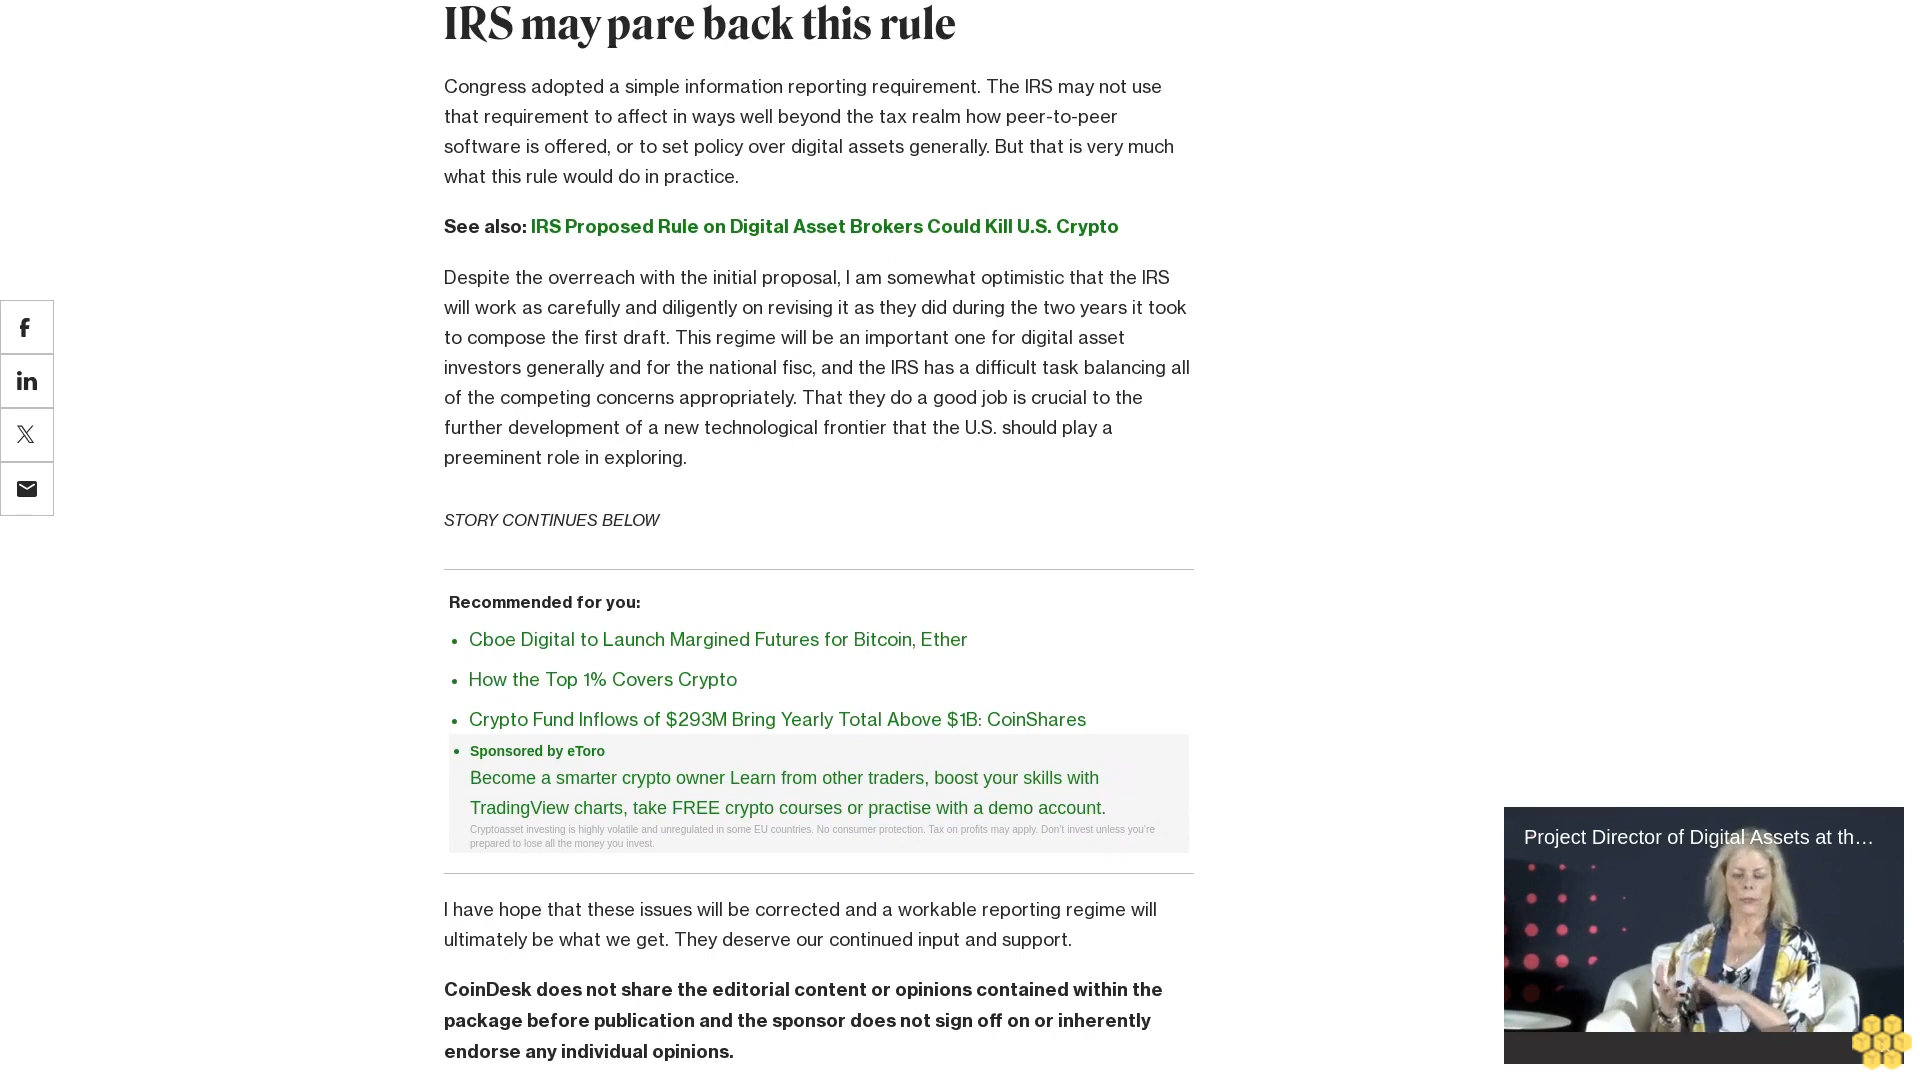 IRS may pare back this rule
Congress adopted a simple information reporting requirement. The IRS may not use
that requirement to affect in ways well beyond the tax realm how peer-to-peer
software is offered, or to set policy over digital assets generally. But that is very much
what this rule would do in practice.
See also: IRS Proposed Rule on Digital Asset Brokers Could Kill U.S. Crypto
Despite the overreach with the initial proposal, I am somewhat optimistic that the IRS
will work as carefully and diligently on revising it as they did during the two years it took
to compose the first draft. This regime will be an important one for digital asset
investors generally and for the national fisc, and the IRS has a difficult task balancing all
of the competing concerns appropriately. That they do a good job is crucial to the
further development of a new technological frontier that the U.S. should play a
preeminent role in exploring.
STORY CONTINUES BELOW
Recommended for you:
• Cboe Digital to Launch Margined Futures for Bitcoin, Ether
• How the Top 1% Covers Crypto
• Crypto Fund Inflows of $293M Bring Yearly Total Above $1B: CoinShares
• Sponsored by eToro
Become a smarter crypto owner Learn from other traders, boost your skills with
TradingView charts, take FREE crypto courses or practise with a demo account.
Cryptoasset investing is highly volatile and unregulated in some EU countries. No consumer protection. Tax on profits may apply. Don't invest unless you're
prepared to lose all the money you invest.
Project Director of Digital Assets at th…
I have hope that these issues will be corrected and a workable reporting regime will
ultimately be what we get. They deserve our continued input and support.
CoinDesk does not share the editorial content or opinions contained within the
package before publication and the sponsor does not sign off on or inherently
endorse any individual opinions.